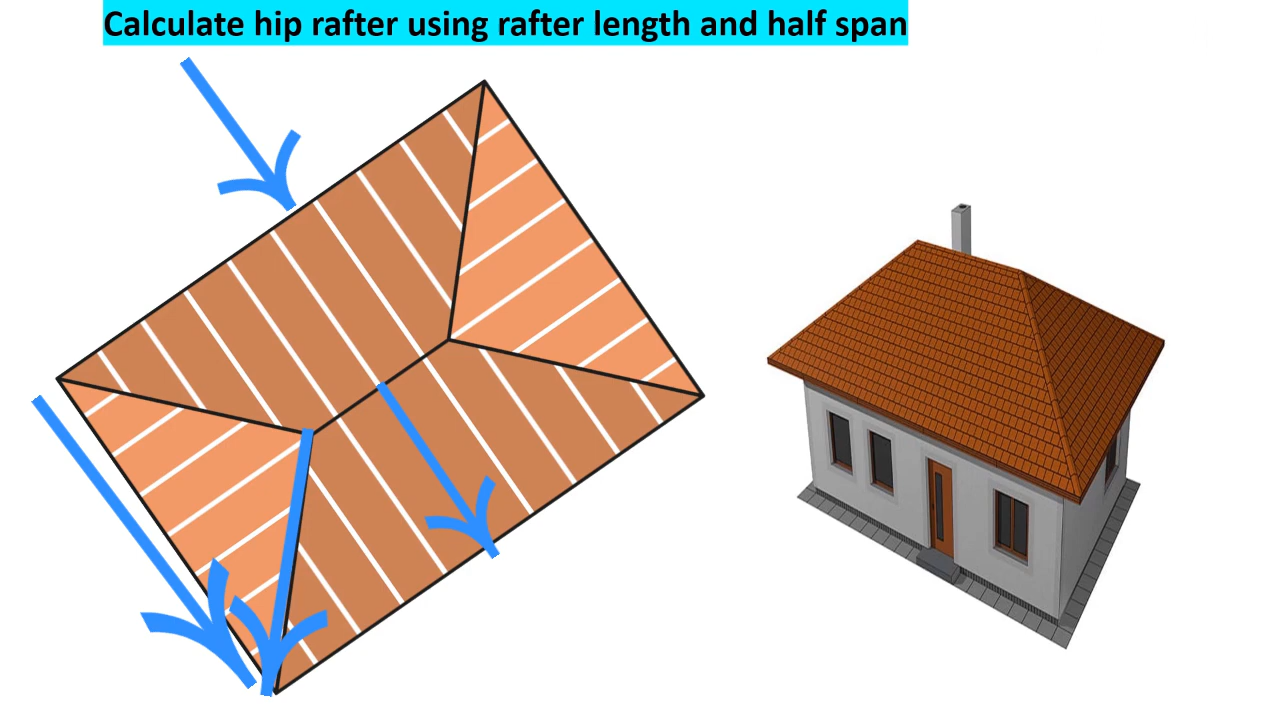 Calculate hip rafter using rafter length and half span